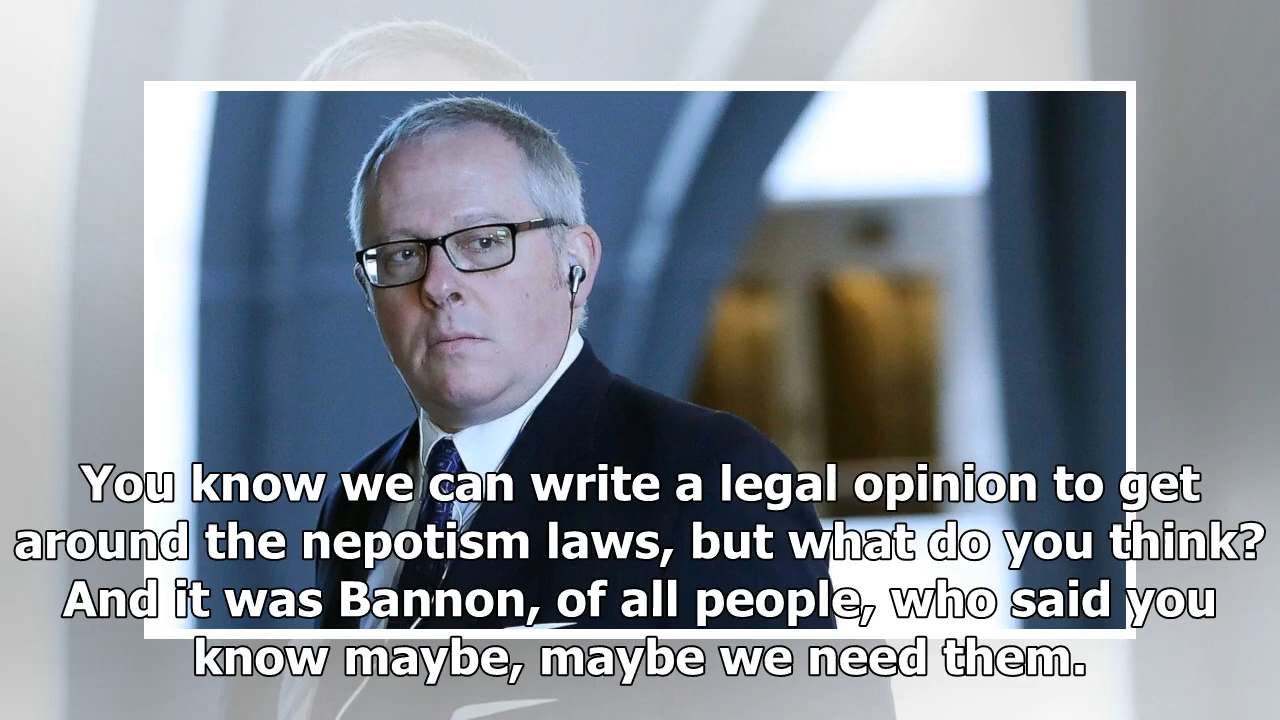 You know we can write a legal opinion to get
around the nepotism laws, but what do you think?
And it was Bannon, of all people, who said you
know maybe, maybe we need them.